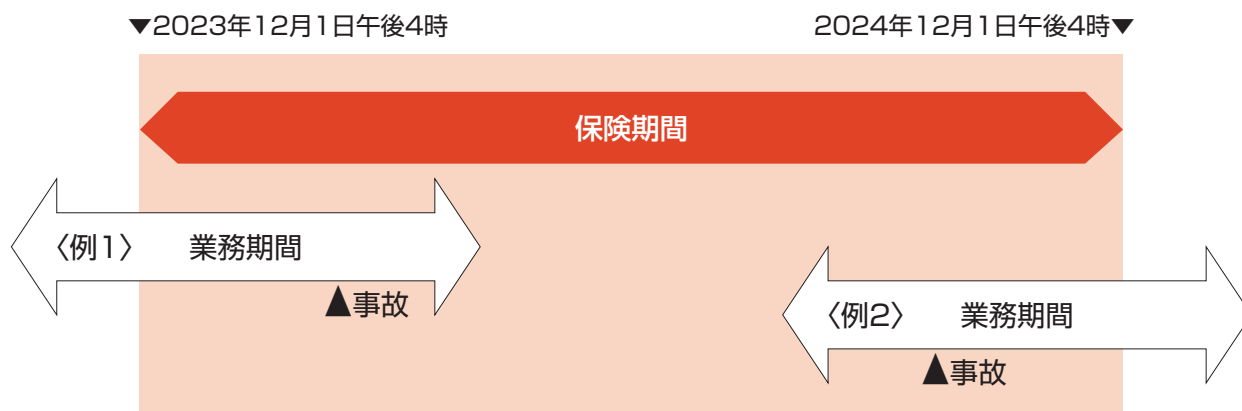 ▼2023年12月1日午後4時
2024年12月1日午後4時▼
保険期間
〈例1〉 業務期間
▲事故
〈例2〉 業務期間
▲事故